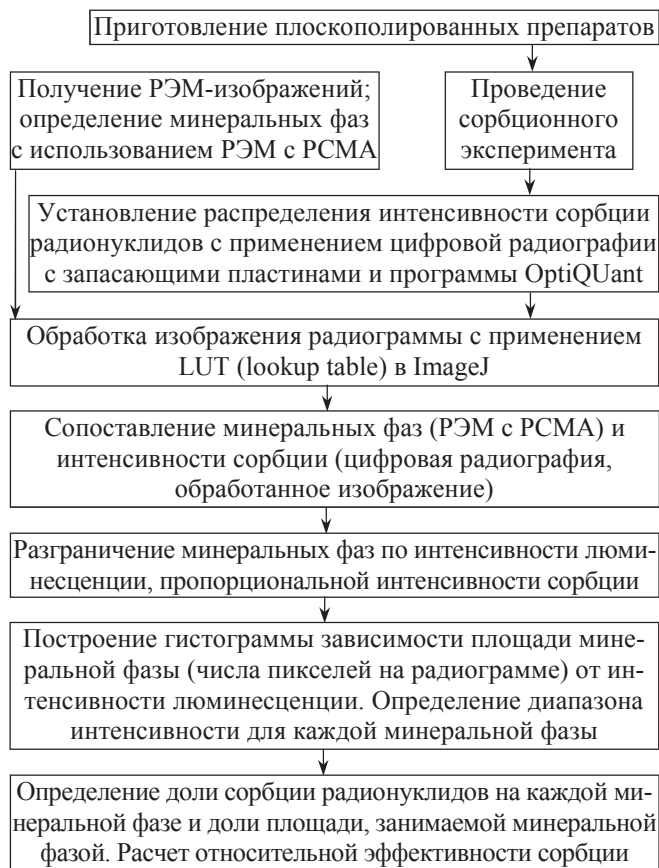 Приготовление плоскополированных препаратов
Получение РЭМ-изображений;
определение минеральных фаз
с использованием РЭМ с РСМА
Проведение
сорбционного
эксперимента
Установление распределения интенсивности сорбции
радионуклидов с применением цифровой радиографии
с запасающими пластинами и программы OptiQUant
Обработка изображения радиограммы с применением
LUT (lookup table) в ImageJ
Сопоставление минеральных фаз (РЭМ с РСМА) и
интенсивности сорбции (цифровая радиография,
обработанное изображение)
Разграничение минеральных фаз по интенсивности люми-
несценции, пропорциональной интенсивности сорбции
Построение гистограммы зависимости площади мине-
ральной фазы (числа пикселей на радиограмме) от ин-
тенсивности люминесценции. Определение диапазона
интенсивности для каждой минеральной фазы
Определение доли сорбции радионуклидов на каждой ми-
неральной фазе и доли площади, занимаемой минеральной
фазой. Расчет относительной эффективности сорбции